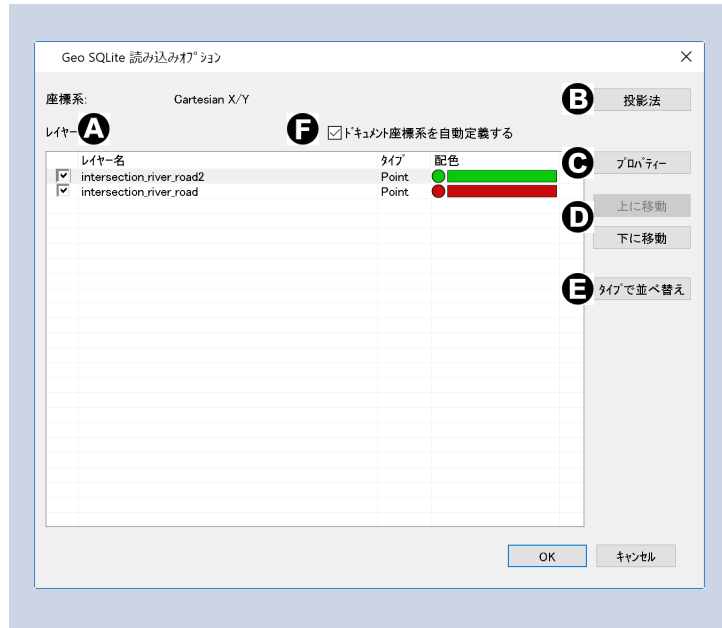 Geo SQLite 読み込みｵﾌﾟｼｮﾝ
座標系: Cartesian X/Y
B 投影法
ﾚｲﾔｰ A
F ﾄﾞｷｭﾒﾝﾄ座標系を自動定義する
レイヤー名 ﾀｲﾌﾟ 配色
C ﾌﾟﾛﾊﾟﾃｨｰ
intersection_river_road2 Point
intersection_river_road Point
上に移動
D
下に移動
E ﾀｲﾌﾟで並べ替え
OK ｷｬﾝｾﾙ